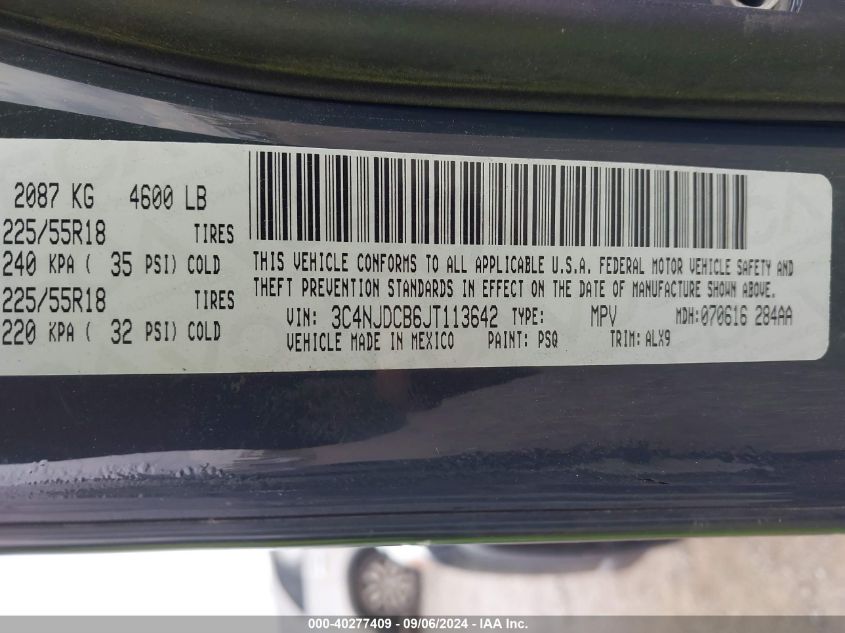 2087 KG 4600 LB
225/55R18 TIRES
240 KPA ( 35 PSI) COLD
225/55R18 TIRES
220 KPA ( 32 PSI) COLD
THIS VEHICLE CONFORMS TO ALL APPLICABLE U.S.A. FEDERAL MOTOR VEHICLE SAFETY AND
THEFT PREVENTION STANDARDS IN EFFECT ON THE DATE OF MANUFACTURE SHOWN ABOVE.
VIN: 3C4NJDCB6JT113642 TYPE: MPV MDH:070616 284AA
VEHICLE MADE IN MEXICO PAINT: PSQ TRIM: ALX9
000-40277409 - 09/06/2024 - IAA Inc.